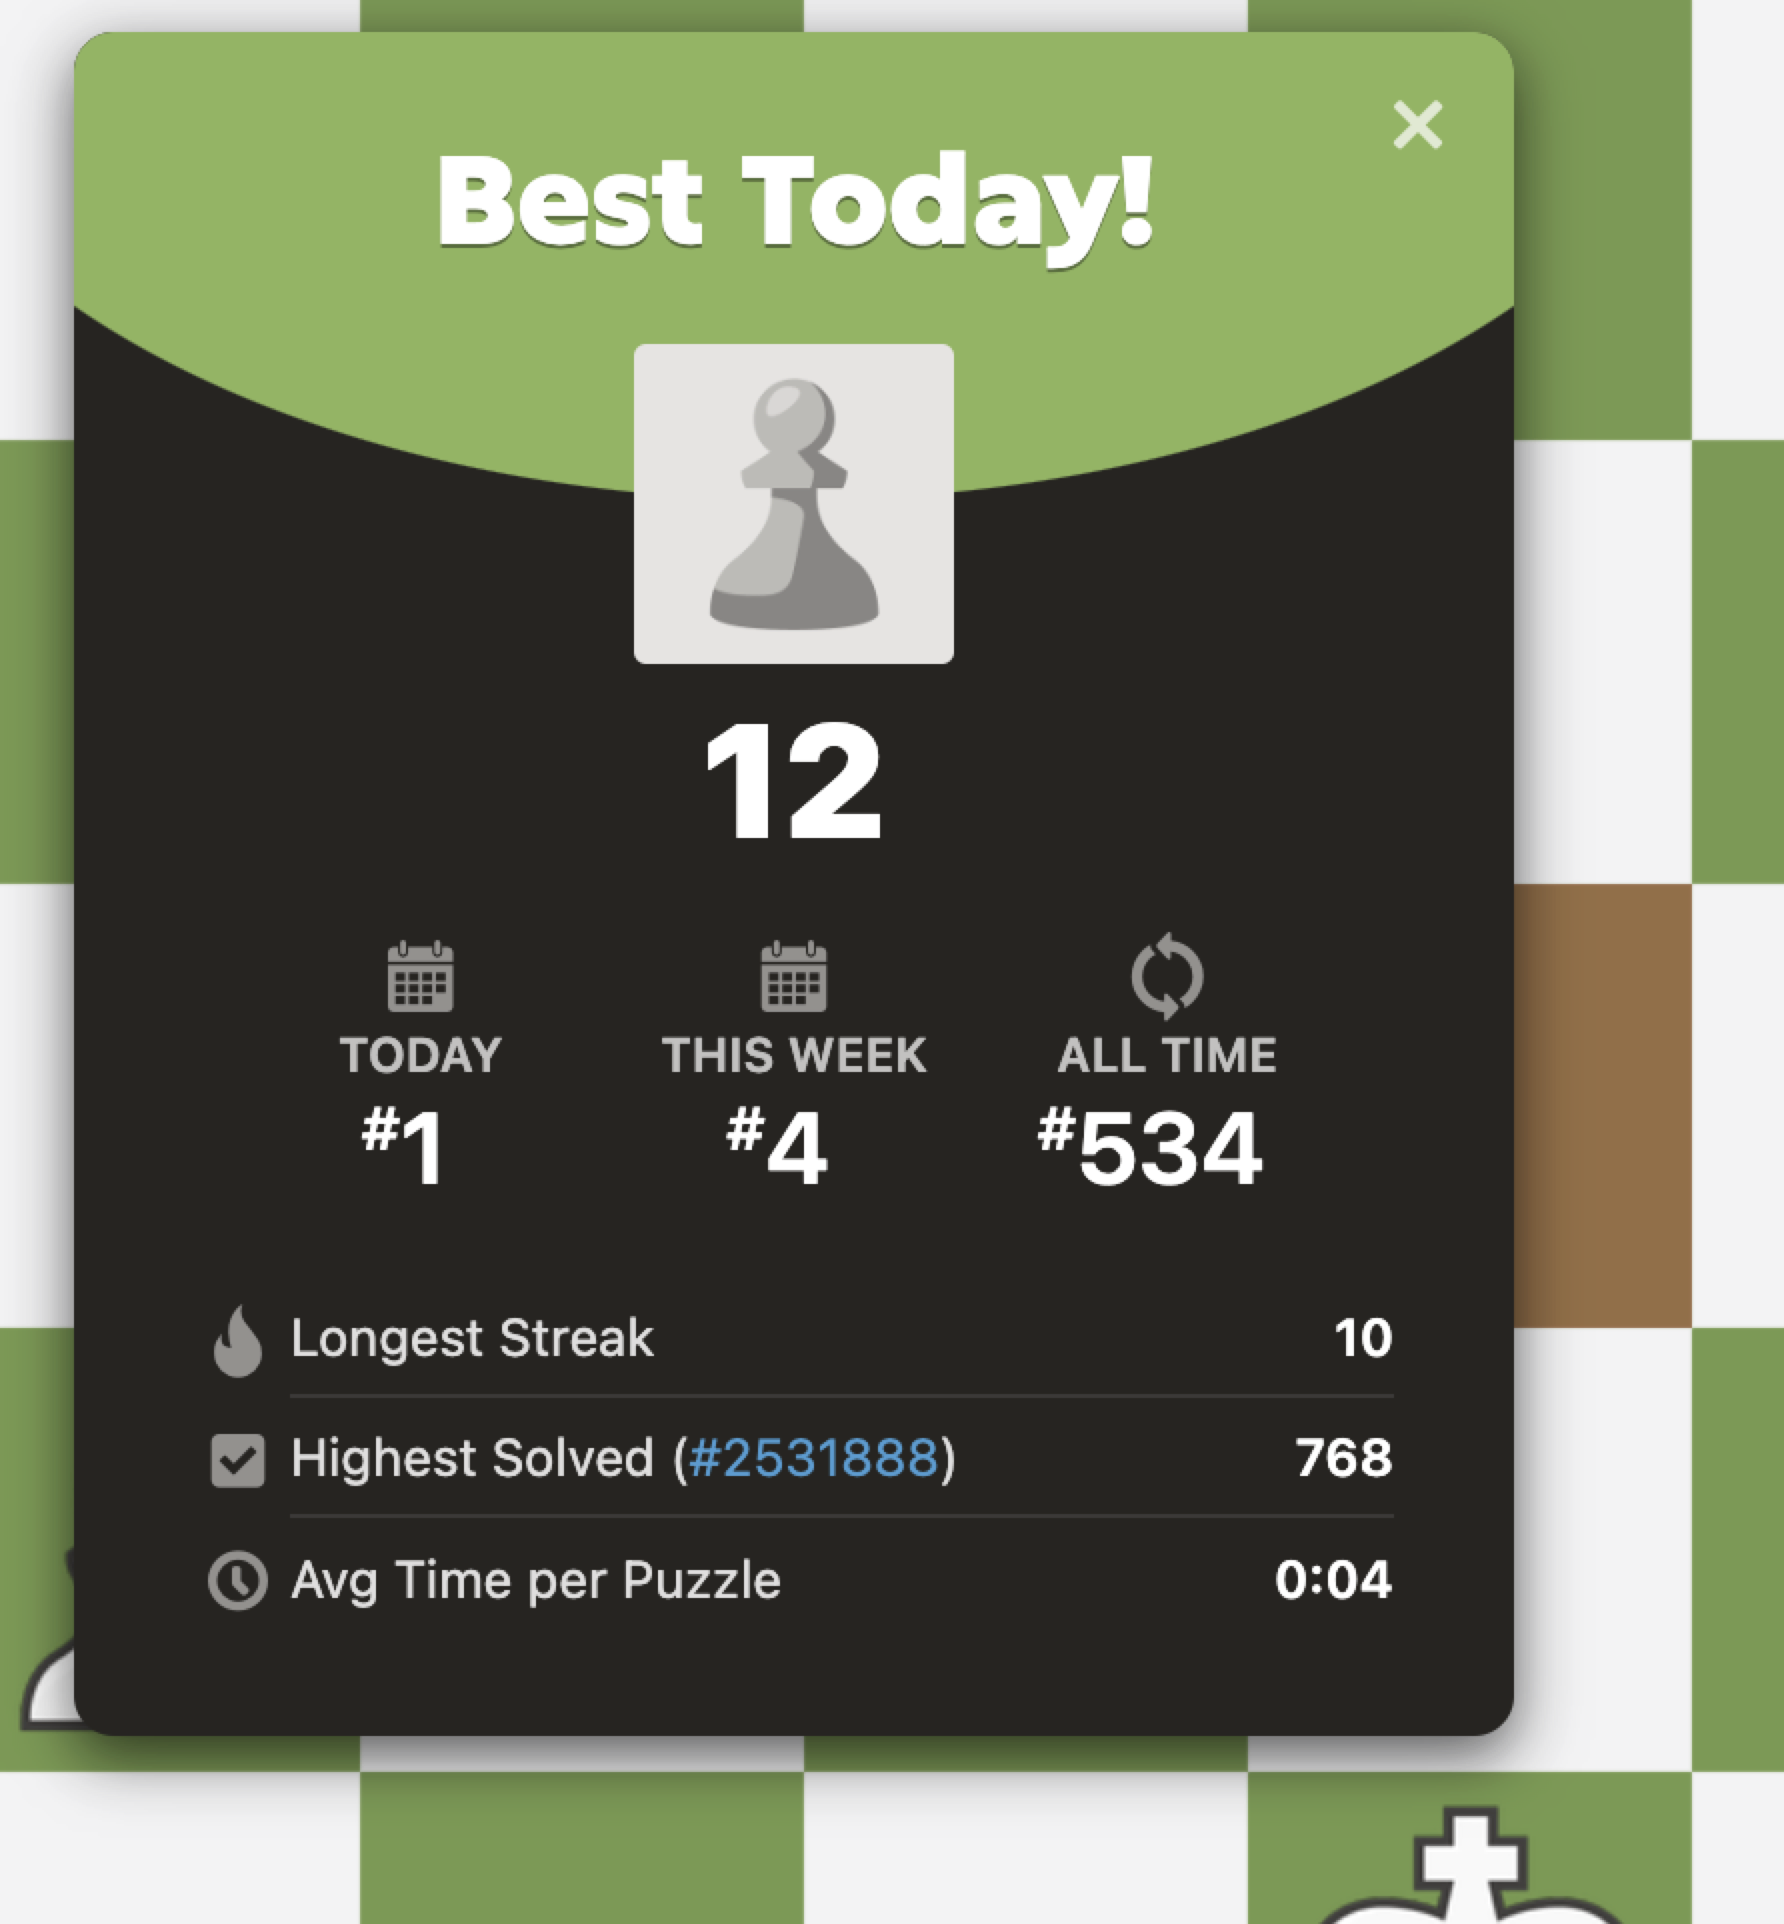 Best Today!
12
TODAY THIS WEEK ALL TIME
#1 #4 #534
Longest Streak 10
Highest Solved (#2531888) 768
Avg Time per Puzzle 0:04